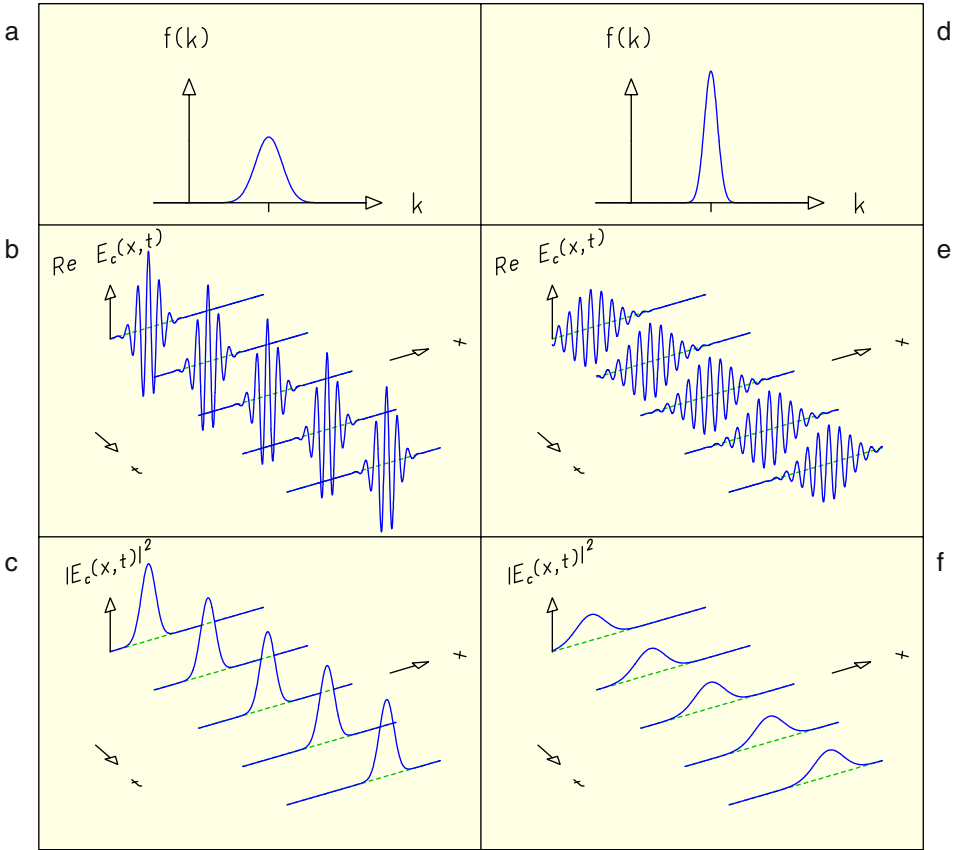 a
f(k)
k
d
f(k)
k
b
Re E_c(x,t)
x
t
e
Re E_c(x,t)
x
t
c
|E_c(x,t)|²
x
t
f
|E_c(x,t)|²
x
t